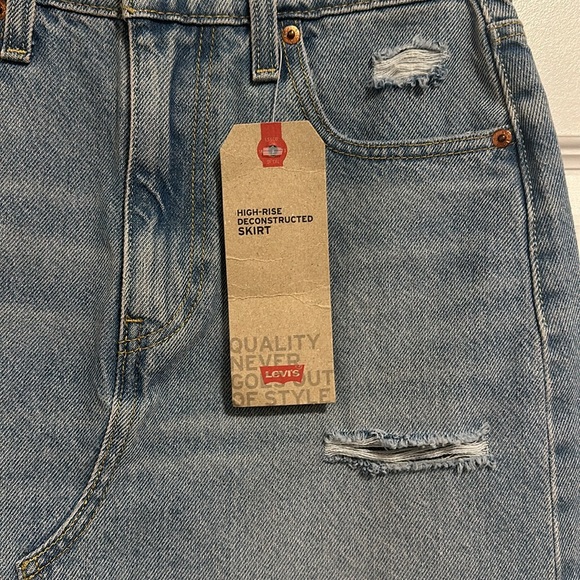 HIGH-RISE
DECONSTRUCTED
SKIRT
QUALITY
NEVER
GOES OUT
OF STYLE
LEVI'S